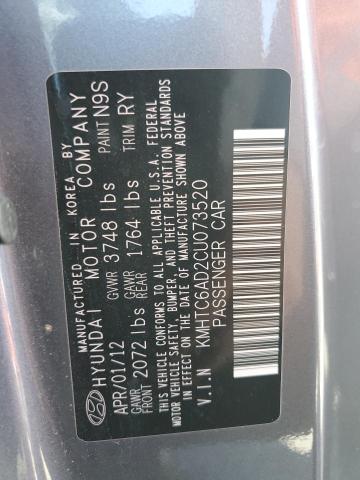 MANUFACTURED IN KOREA BY
HYUNDAI MOTOR COMPANY
APR/01/12 GVWR 3748 lbs PAINT N9S
GAWR FRONT 2072 lbs GAWR REAR 1764 lbs TRIM RY
THIS VEHICLE CONFORMS TO ALL APPLICABLE U.S.A. FEDERAL
MOTOR VEHICLE SAFETY, BUMPER, AND THEFT PREVENTION STANDARDS
IN EFFECT ON THE DATE OF MANUFACTURE SHOWN ABOVE
V.I.N KMHTC6AD2CU073520
PASSENGER CAR